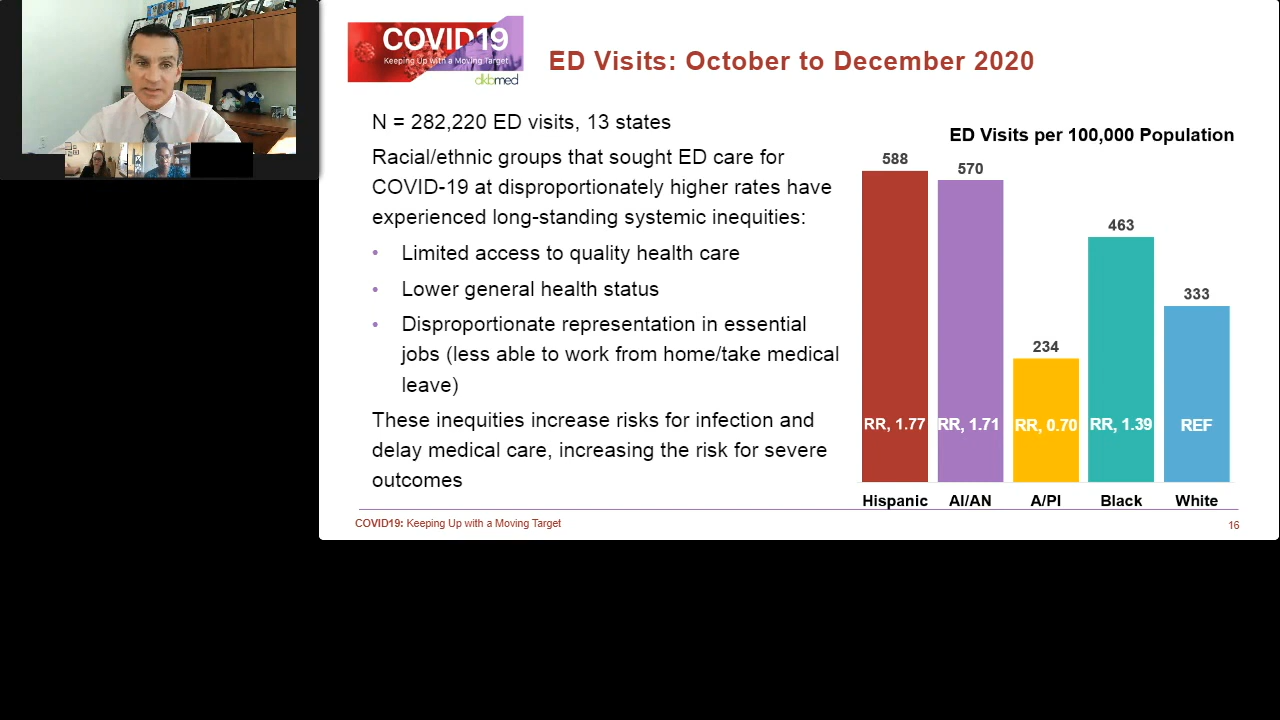 COVID19
Keeping Up with a Moving Target
dkbmed
ED Visits: October to December 2020
N = 282,220 ED visits, 13 states
Racial/ethnic groups that sought ED care for
COVID-19 at disproportionately higher rates have
experienced long-standing systemic inequities:
• Limited access to quality health care
• Lower general health status
• Disproportionate representation in essential
jobs (less able to work from home/take medical
leave)
These inequities increase risks for infection and
delay medical care, increasing the risk for severe
outcomes
ED Visits per 100,000 Population
588
570
234
463
333
RR, 1.77
RR, 1.71
RR, 0.70
RR, 1.39
REF
Hispanic
AI/AN
A/PI
Black
White
COVID19: Keeping Up with a Moving Target
16